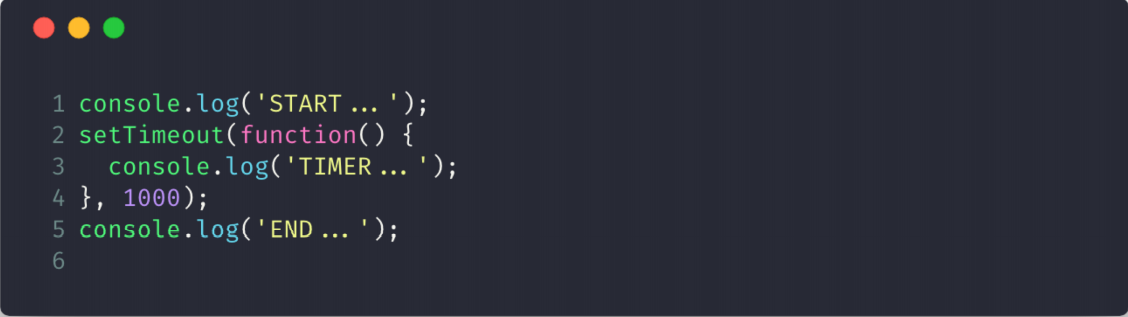 1 console.log('START...');
2 setTimeout(function() {
3   console.log('TIMER...');
4 }, 1000);
5 console.log('END...');
6